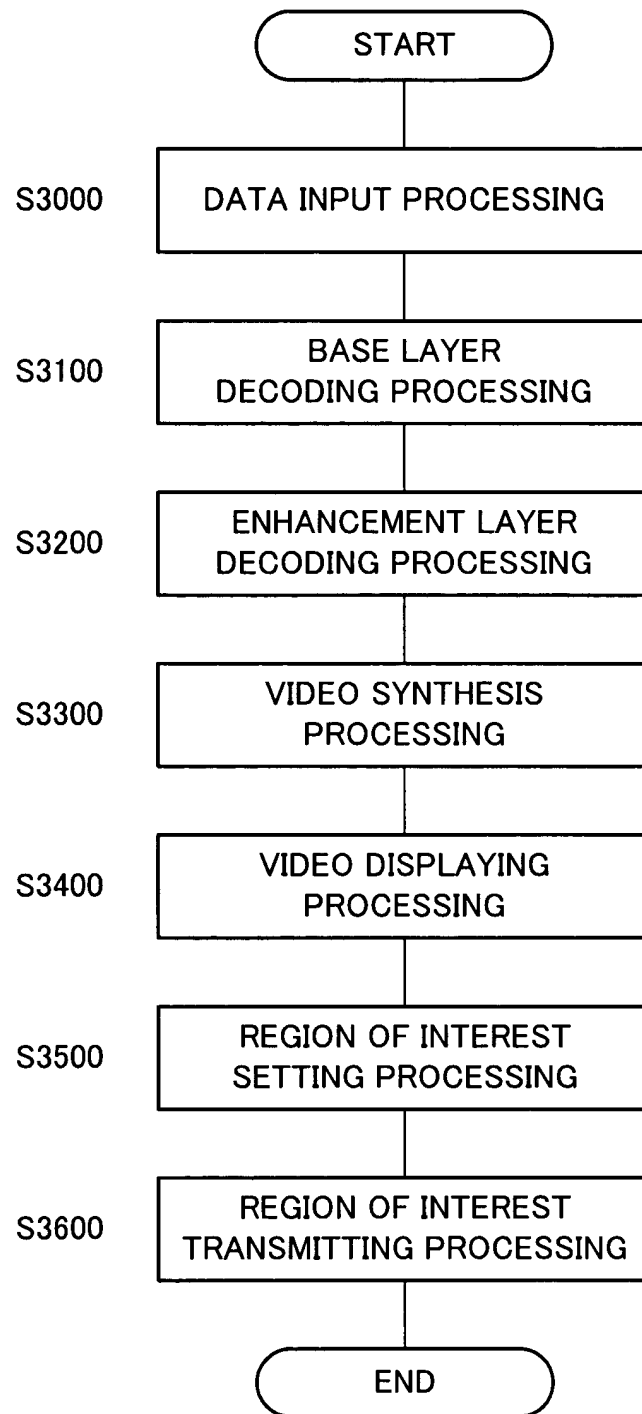 START
S3000
DATA INPUT PROCESSING
S3100
BASE LAYER
DECODING PROCESSING
S3200
ENHANCEMENT LAYER
DECODING PROCESSING
S3300
VIDEO SYNTHESIS
PROCESSING
S3400
VIDEO DISPLAYING
PROCESSING
S3500
REGION OF INTEREST
SETTING PROCESSING
S3600
REGION OF INTEREST
TRANSMITTING PROCESSING
END